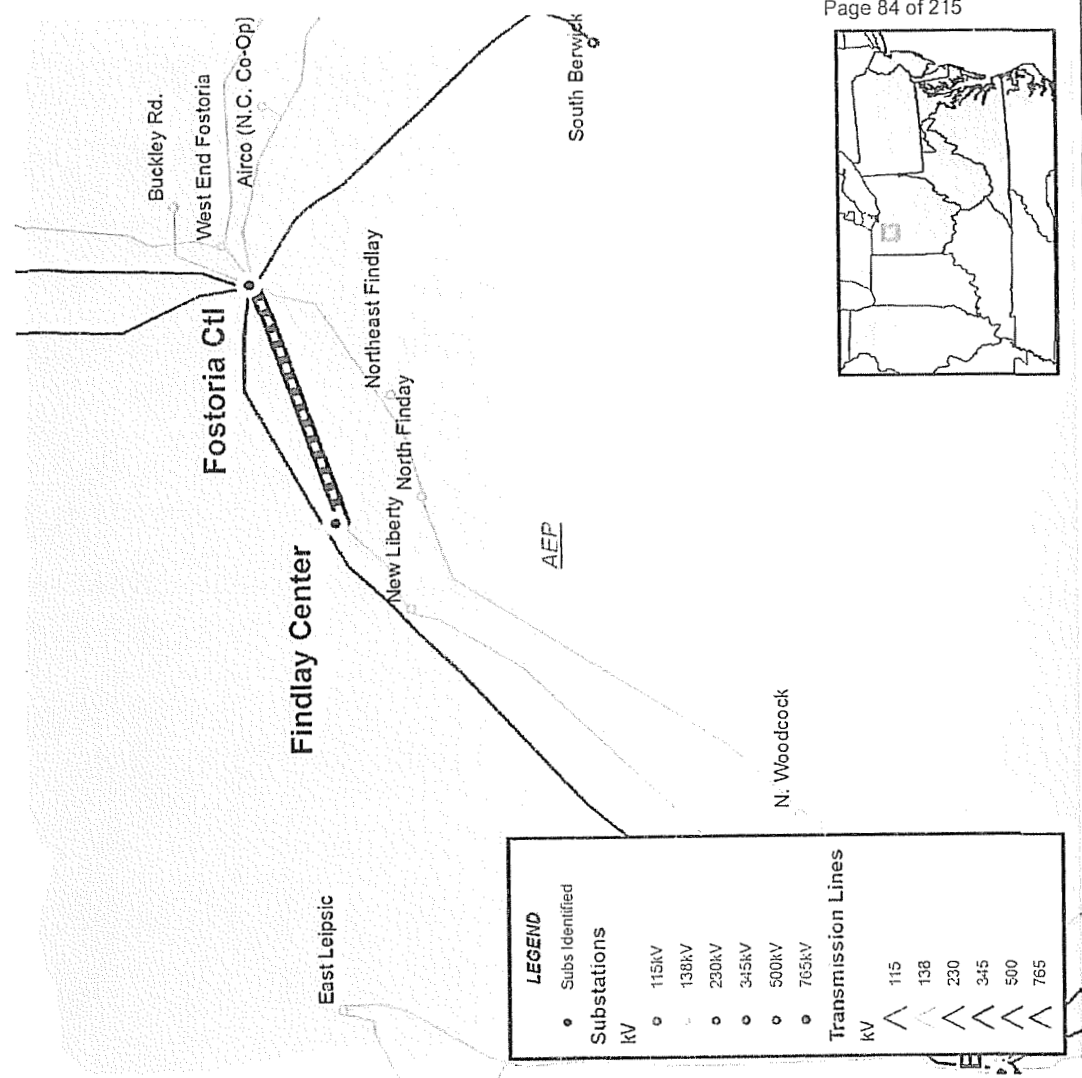 Page 84 of 215
Buckley Rd.
West End Fostoria
Airco (N.C. Co-Op)
South Berwick
Fostoria Ctl
Northeast Findlay
North Finday
New Liberty
Findlay Center
AEP
N. Woodcock
East Leipsic
LEGEND
Subs Identified
Substations
kV
115kV
138kV
230kV
345kV
500kV
765kV
Transmission Lines
kV
115
138
230
345
500
765